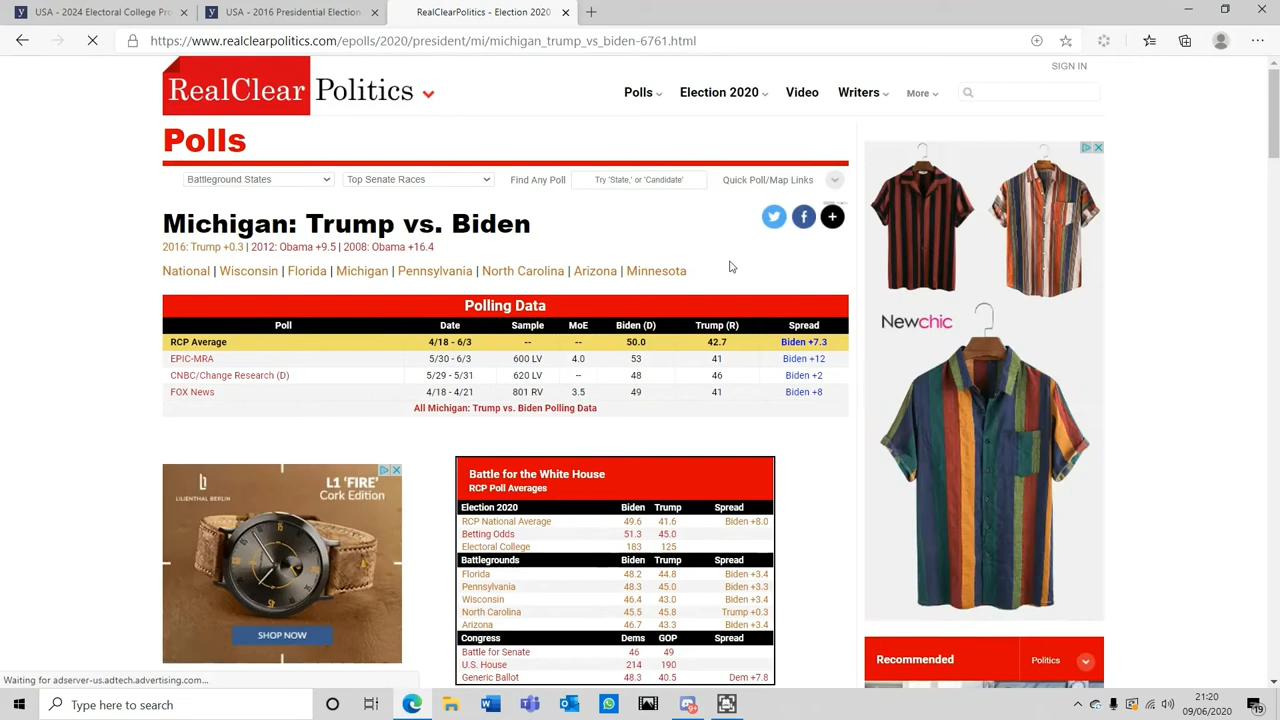 USA - 2024 Electoral College
USA - 2016 Electoral College
RealClearPolitics - Election 2020
https://www.realclearpolitics.com/epolls/2020/president/mi/michigan_trump_vs_biden-6761.html
SIGN IN
RealClear Politics
Polls Election 2020 Video Writers More
Polls
Battleground States Top Senate Races Find Any Poll Try 'State,' or 'Candidate' Quick Poll/Map Links
Michigan: Trump vs. Biden
2016: Trump +0.3 | 2012: Obama +9.5 | 2008: Obama +16.4
National | Wisconsin | Florida | Michigan | Pennsylvania | North Carolina | Arizona | Minnesota
Polling Data
Poll Date Sample MoE Biden (D) Trump (R) Spread
RCP Average 4/18 - 6/3 -- -- 50.0 42.7 Biden +7.3
EPIC-MRA 5/30 - 6/3 600 LV 4.0 53 41 Biden +12
CNBC/Change Research (D) 5/29 - 5/31 620 LV -- 48 46 Biden +2
FOX News 4/18 - 4/21 801 RV 3.5 49 41 Biden +8
All Michigan: Trump vs. Biden Polling Data
Newchic
LILIENTHAL BERLIN
L1 'FIRE'
Cork Edition
SHOP NOW
Battle for the White House
RCP Poll Averages
Election 2020 Biden Trump Spread
RCP National Average 49.6 41.6 Biden +8.0
Betting Odds 51.3 45.0
Electoral College 183 125
Battlegrounds Biden Trump Spread
Florida 48.2 44.8 Biden +3.4
Pennsylvania 48.3 45.0 Biden +3.3
Wisconsin 46.4 43.0 Biden +3.4
North Carolina 45.5 45.8 Trump +0.3
Arizona 46.7 43.3 Biden +3.4
Congress Dems GOP Spread
Battle for Senate 46 49
U.S. House 214 190
Generic Ballot 48.3 40.5 Dem +7.8
Recommended Politics
Waiting for adserver-us.adtech.advertising.com...
Type here to search
21:20
09/06/2020
19